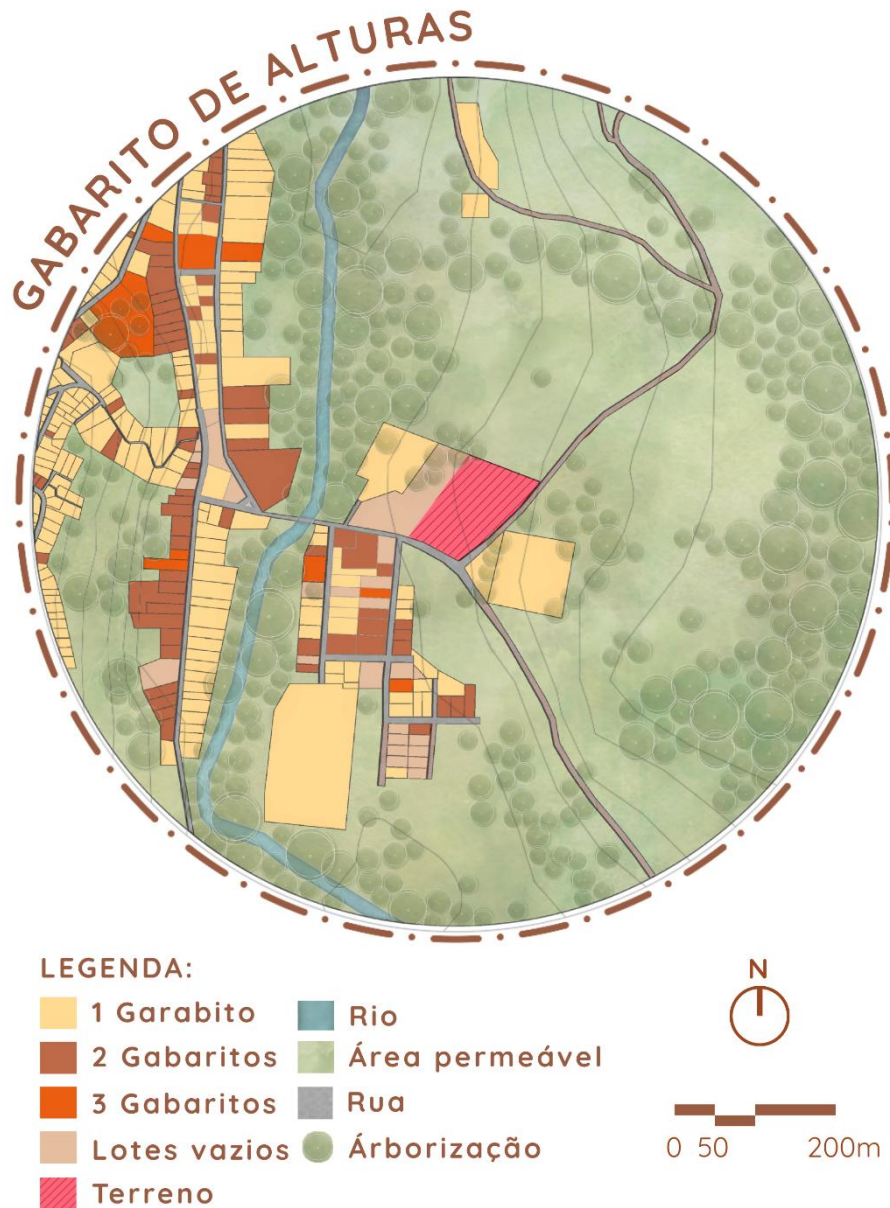 GABARITO DE ALTURAS
LEGENDA:
1 Garabito
2 Gabaritos
3 Gabaritos
Lotes vazios
Terreno
Rio
Área permeável
Rua
Árborização
N
0 50 200m